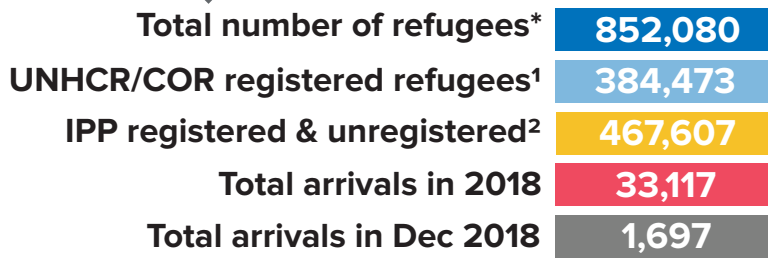 Total number of refugees* 852,080
UNHCR/COR registered refugees¹ 384,473
IPP registered & unregistered² 467,607
Total arrivals in 2018 33,117
Total arrivals in Dec 2018 1,697